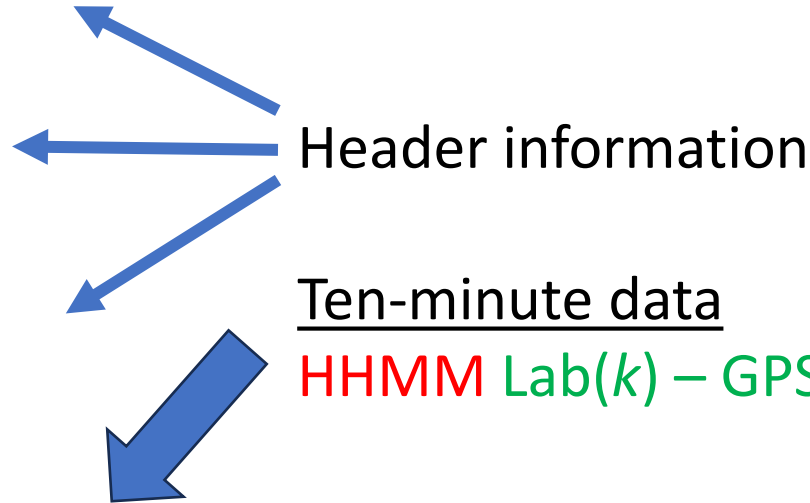 Header information
Ten-minute data
HHMM Lab(k) – GPS